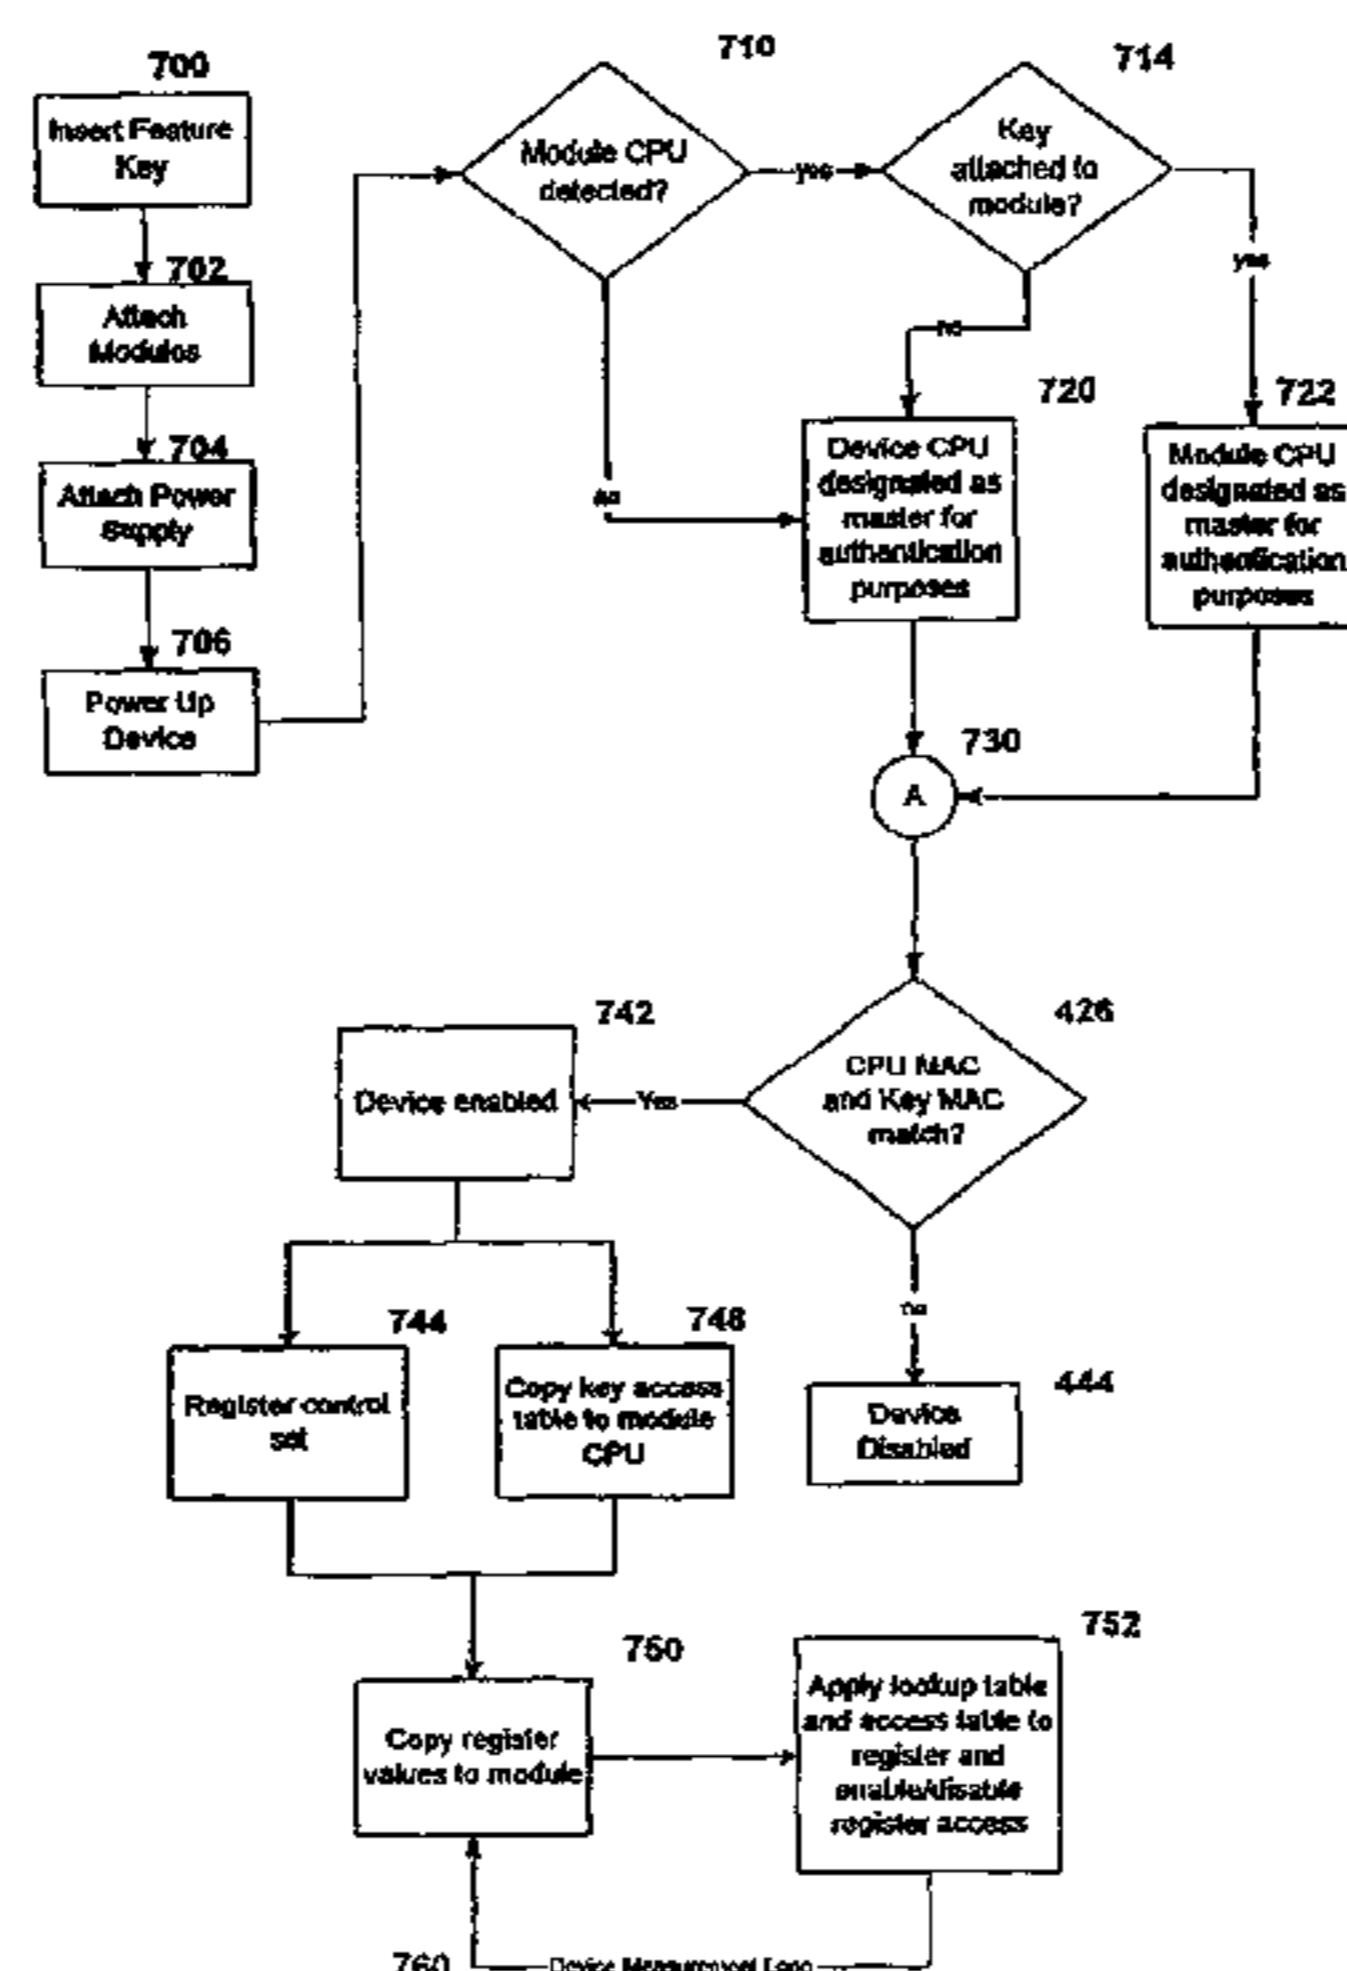 700
Insert Feature
Key
702
Attach
Modules
704
Attach Power
Supply
706
Power Up
Device
710
Module CPU
detected?
yes
no
714
Key
attached to
module?
no
yes
720
Device CPU
designated as
master for
authentication
purposes
722
Module CPU
designated as
master for
authentication
purposes
730
A
426
CPU MAC
and Key MAC
match?
Yes
no
742
Device enabled
444
Device
Disabled
744
Register control
set
748
Copy key access
table to module
CPU
750
Copy register
values to module
752
Apply lookup table
and access table to
register and
enable/disable
register access
760
Device Measurement Loop